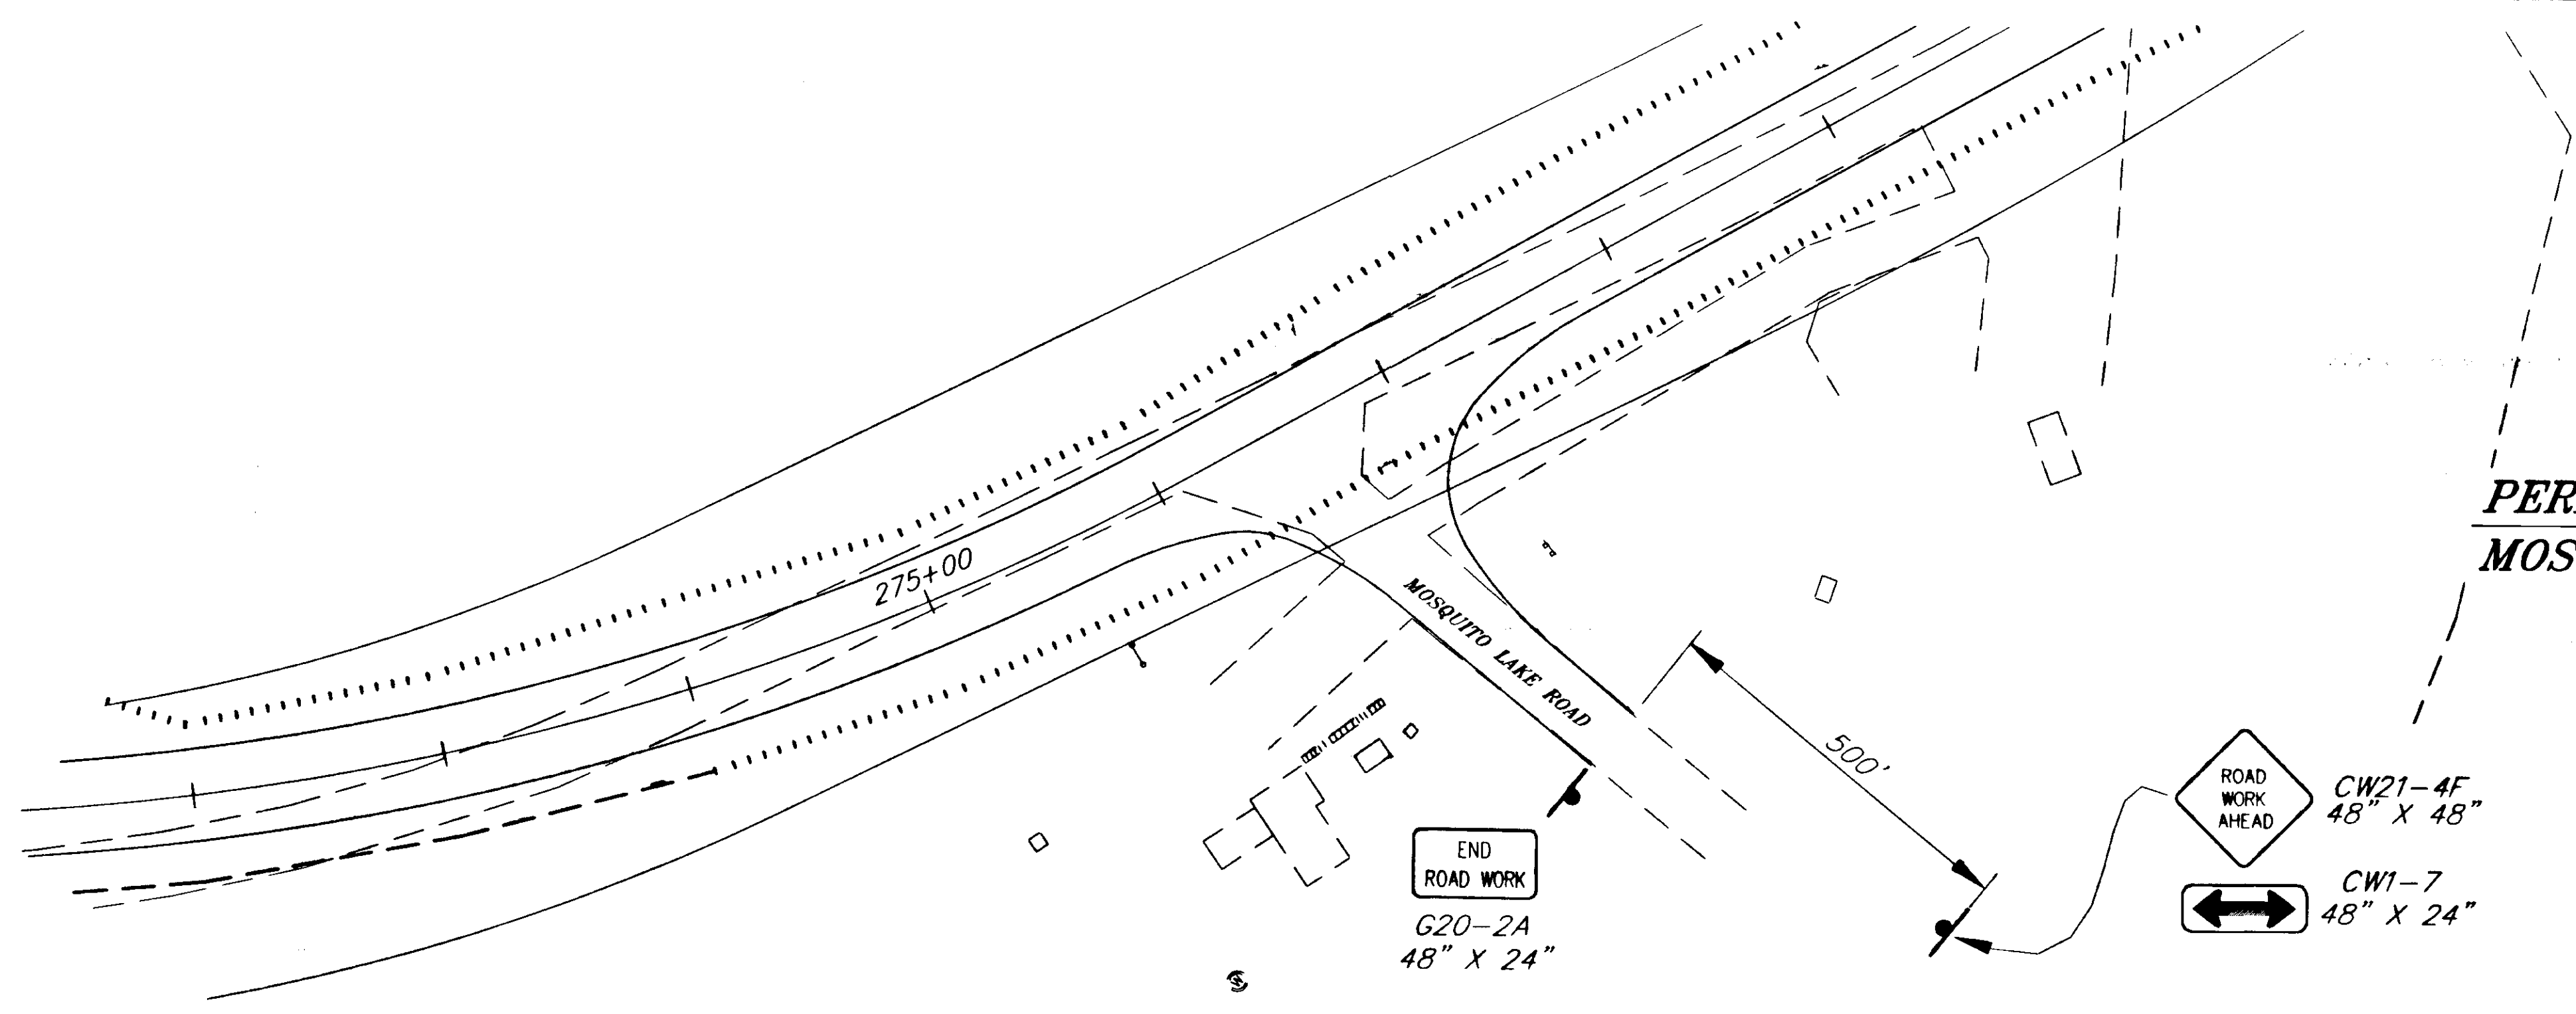 275+00
MOSQUITO LAKE ROAD
500'
PER
MOS
ROAD
WORK
AHEAD
CW21-4F
48" X 48"
CW1-7
48" X 24"
END
ROAD WORK
G20-2A
48" X 24"
W